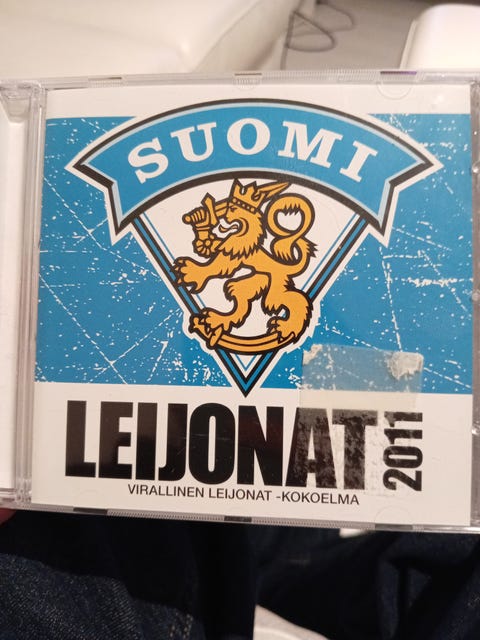 SUOMI
LEIJONAT
2011
VIRALLINEN LEIJONAT -KOKOELMA